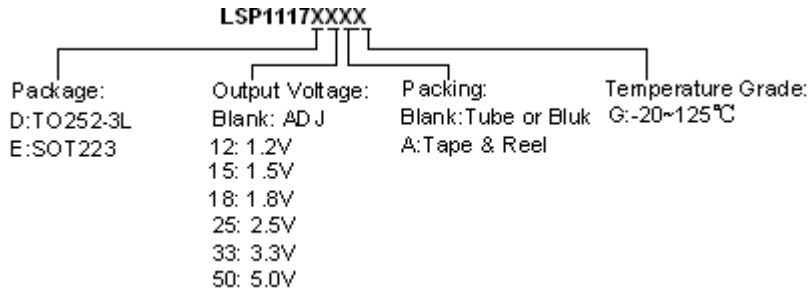 LSP1117XXXX
Package:
D:TO252-3L
E:SOT223
Output Voltage:
Blank: ADJ
12: 1.2V
15: 1.5V
18: 1.8V
25: 2.5V
33: 3.3V
50: 5.0V
Packing:
Blank:Tube or Bluk
A:Tape & Reel
Temperature Grade:
G:-20~125℃